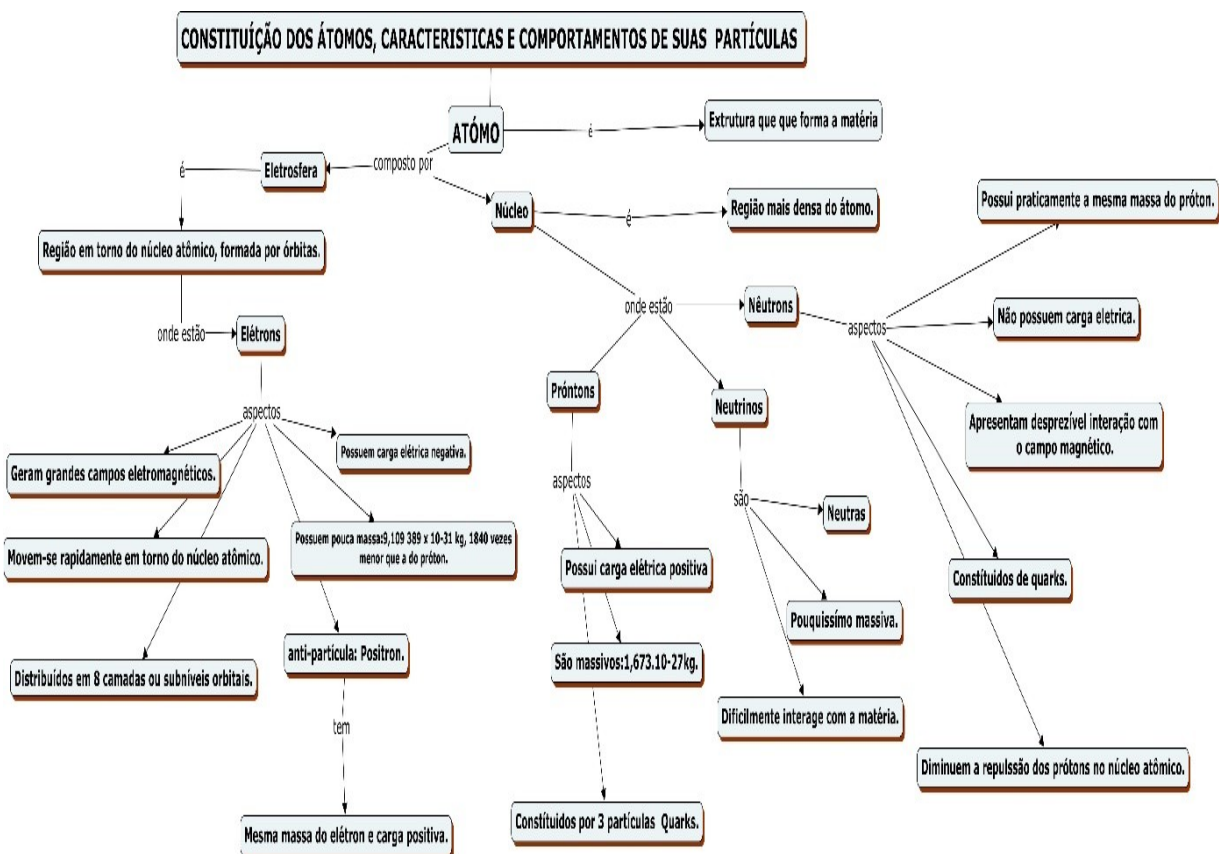 CONSTITUÍÇÃO DOS ÁTOMOS, CARACTERISTICAS E COMPORTAMENTOS DE SUAS PARTÍCULAS
ATÓMO
é
Extrutura que que forma a matéria
composto por
Eletrosfera
é
Região em torno do núcleo atômico, formada por órbitas.
onde estão
Elétrons
aspectos
Possuem carga elétrica negativa.
Geram grandes campos eletromagnéticos.
Movem-se rapidamente em torno do núcleo atômico.
Possuem pouca massa:9,109 389 x 10-31 kg, 1840 vezes
menor que a do próton.
Distribuídos em 8 camadas ou subníveis orbitais.
anti-partícula: Positron.
tem
Mesma massa do elétron e carga positiva.
Núcleo
é
Região mais densa do átomo.
onde estão
Próntons
aspectos
Possui carga elétrica positiva
São massivos:1,673.10-27kg.
Constítuidos por 3 partículas Quarks.
Neutrinos
são
Neutras
Pouquissímo massiva.
Dificilmente interage com a matéria.
Nêutrons
aspectos
Possui praticamente a mesma massa do próton.
Não possuem carga eletrica.
Apresentam desprezível interação com
o campo magnético.
Constítuidos de quarks.
Diminuem a repulssão dos prótons no núcleo atômico.